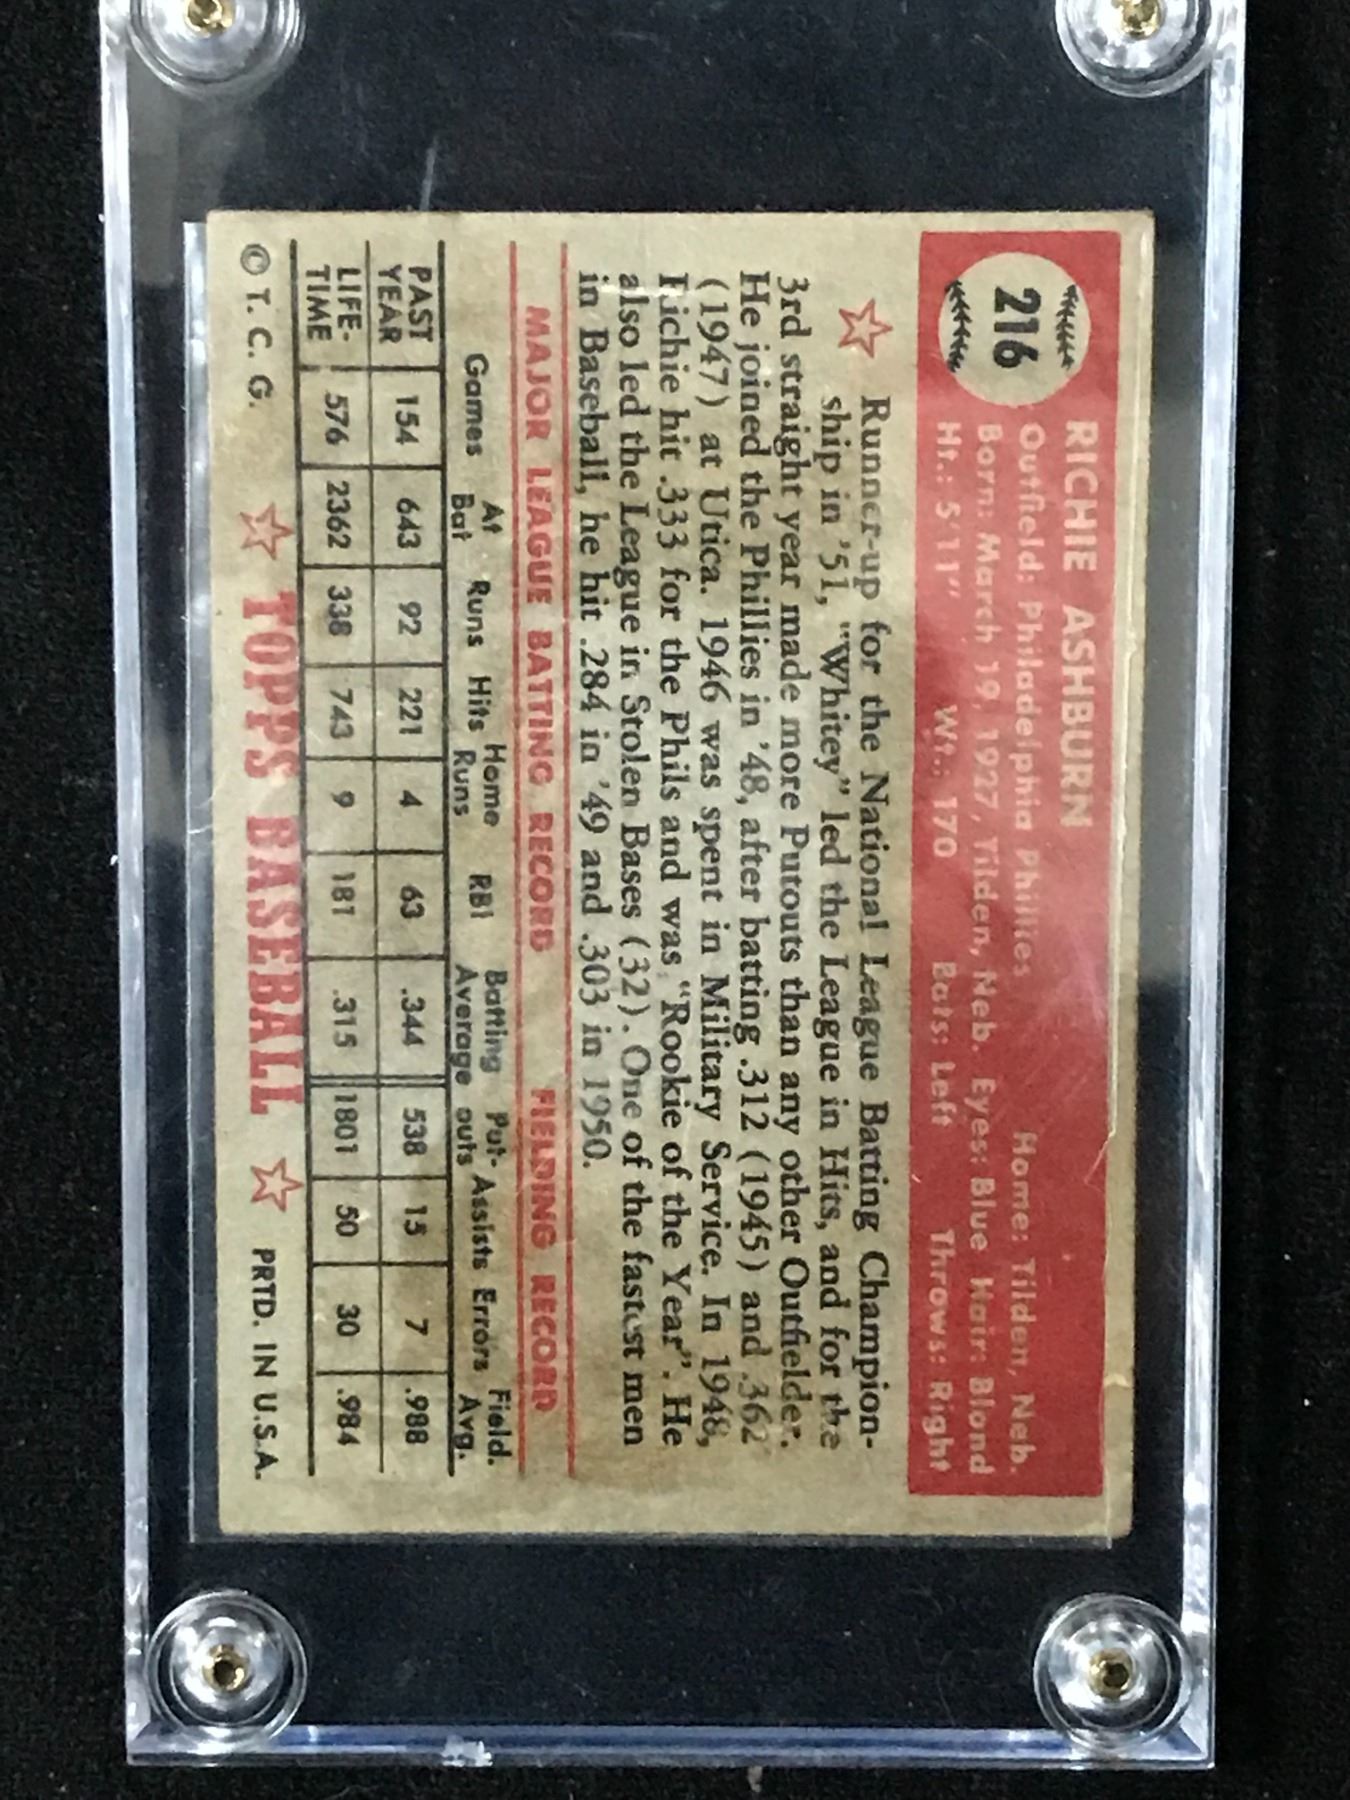 216
RICHIE ASHBURN
Outfield: Philadelphia Phillies Home: Tilden, Neb.
Born: March 19, 1927, Tilden, Neb. Eyes: Blue Hair: Blond
Ht.: 5'11" Wt.: 170 Bats: Left Throws: Right
Runner-up for the National League Batting Champion-
ship in '51, "Whitey" led the League in Hits, and for the
3rd straight year made more Putouts than any other Outfielder.
He joined the Phillies in '48, after batting .312 (1945) and .362
(1947) at Utica. 1946 was spent in Military Service. In 1948,
Richie hit .333 for the Phils and was "Rookie of the Year". He
also led the League in Stolen Bases (32). One of the fastest men
in Baseball, he hit .284 in '49 and .303 in 1950.
MAJOR LEAGUE BATTING RECORD FIELDING RECORD
Games At Bat Runs Hits Home Runs RBI Batting Average Put-outs Assists Errors Field. Avg.
PAST YEAR 154 643 92 221 4 63 .344 538 15 7 .988
LIFE-TIME 576 2362 338 743 9 181 .315 1801 50 30 .984
© T. C. G. TOPPS BASEBALL PRTD. IN U.S.A.